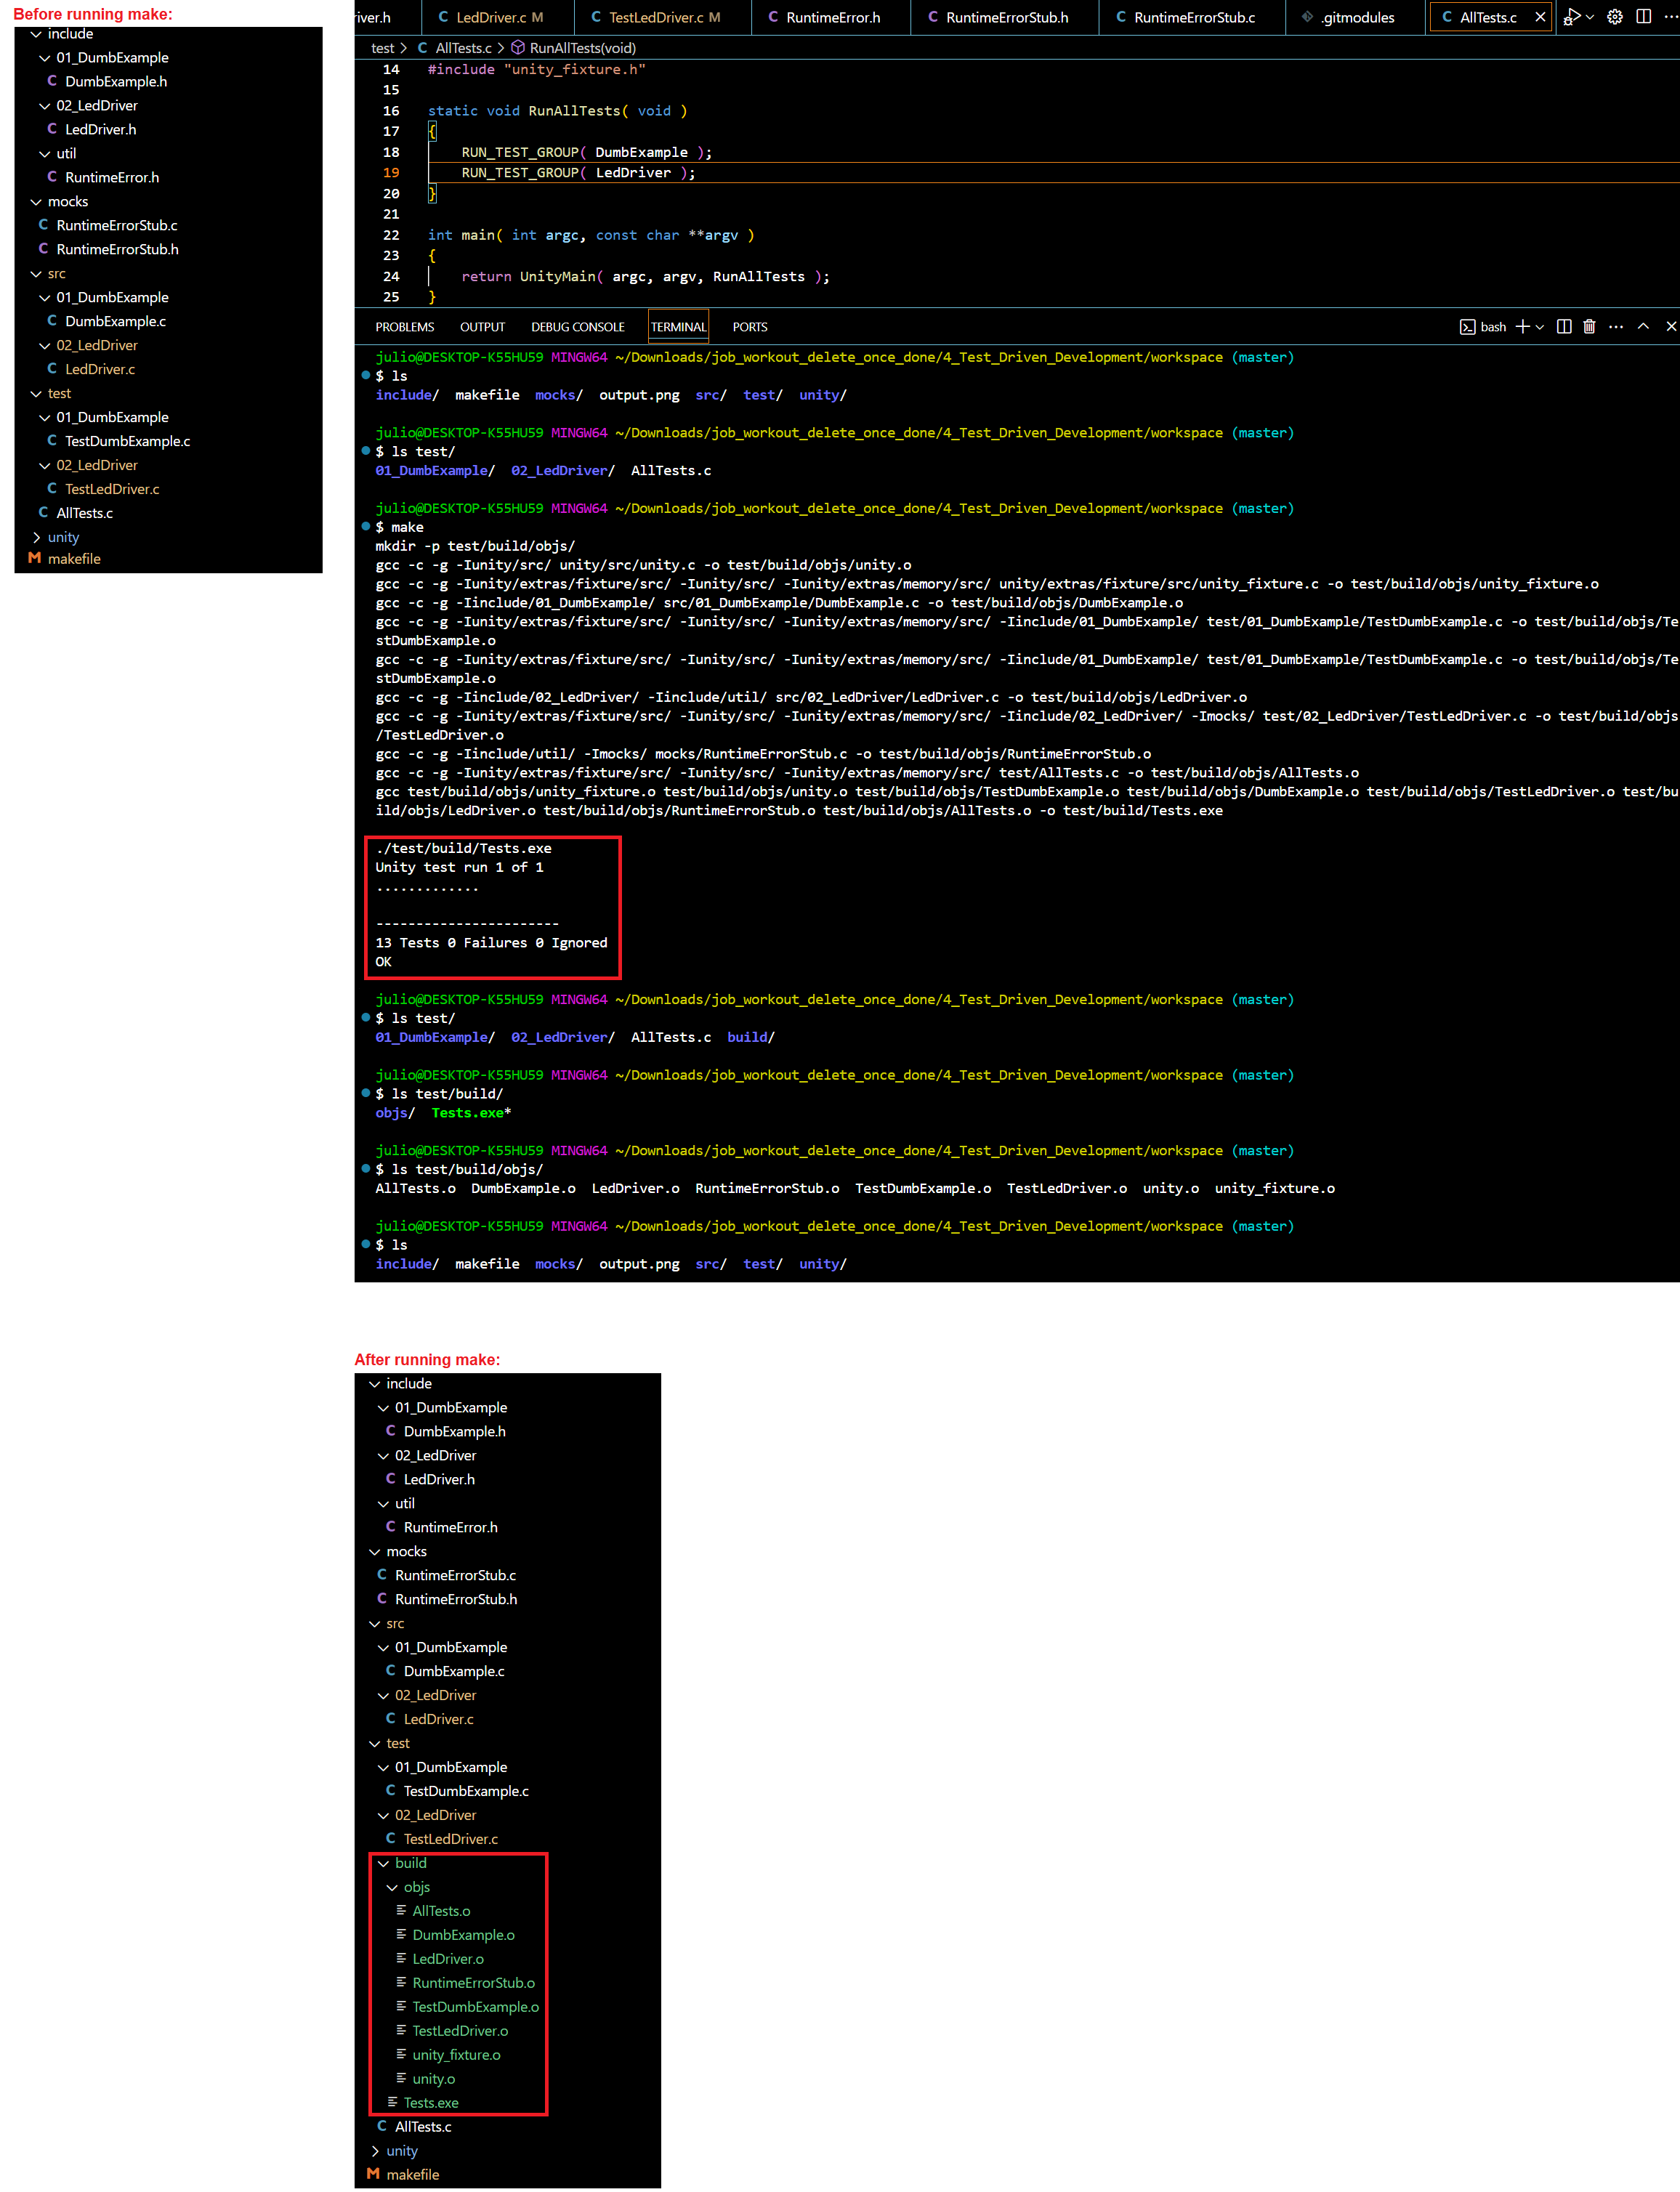 Before running make:
include
01_DumbExample
C DumbExample.h
02_LedDriver
C LedDriver.h
util
C RuntimeError.h
mocks
C RuntimeErrorStub.c
C RuntimeErrorStub.h
src
01_DumbExample
C DumbExample.c
02_LedDriver
C LedDriver.c
test
01_DumbExample
C TestDumbExample.c
02_LedDriver
C TestLedDriver.c
C AllTests.c
unity
M makefile
river.h C LedDriver.c M C TestLedDriver.c M C RuntimeError.h C RuntimeErrorStub.h C RuntimeErrorStub.c .gitmodules C AllTests.c
test > C AllTests.c > RunAllTests(void)
14 #include "unity_fixture.h"
15
16 static void RunAllTests( void )
17 {
18 RUN_TEST_GROUP( DumbExample );
19 RUN_TEST_GROUP( LedDriver );
20 }
21
22 int main( int argc, const char **argv )
23 {
24 return UnityMain( argc, argv, RunAllTests );
25 }
PROBLEMS OUTPUT DEBUG CONSOLE TERMINAL PORTS bash
julio@DESKTOP-K55HU59 MINGW64 ~/Downloads/job_workout_delete_once_done/4_Test_Driven_Development/workspace (master)
$ ls
include/ makefile mocks/ output.png src/ test/ unity/
julio@DESKTOP-K55HU59 MINGW64 ~/Downloads/job_workout_delete_once_done/4_Test_Driven_Development/workspace (master)
$ ls test/
01_DumbExample/ 02_LedDriver/ AllTests.c
julio@DESKTOP-K55HU59 MINGW64 ~/Downloads/job_workout_delete_once_done/4_Test_Driven_Development/workspace (master)
$ make
mkdir -p test/build/objs/
gcc -c -g -Iunity/src/ unity/src/unity.c -o test/build/objs/unity.o
gcc -c -g -Iunity/extras/fixture/src/ -Iunity/src/ -Iunity/extras/memory/src/ unity/extras/fixture/src/unity_fixture.c -o test/build/objs/unity_fixture.o
gcc -c -g -Iinclude/01_DumbExample/ src/01_DumbExample/DumbExample.c -o test/build/objs/DumbExample.o
gcc -c -g -Iunity/extras/fixture/src/ -Iunity/src/ -Iunity/extras/memory/src/ -Iinclude/01_DumbExample/ test/01_DumbExample/TestDumbExample.c -o test/build/objs/Te
stDumbExample.o
gcc -c -g -Iunity/extras/fixture/src/ -Iunity/src/ -Iunity/extras/memory/src/ -Iinclude/01_DumbExample/ test/01_DumbExample/TestDumbExample.c -o test/build/objs/Te
stDumbExample.o
gcc -c -g -Iinclude/02_LedDriver/ -Iinclude/util/ src/02_LedDriver/LedDriver.c -o test/build/objs/LedDriver.o
gcc -c -g -Iunity/extras/fixture/src/ -Iunity/src/ -Iunity/extras/memory/src/ -Iinclude/02_LedDriver/ -Imocks/ test/02_LedDriver/TestLedDriver.c -o test/build/objs
/TestLedDriver.o
gcc -c -g -Iinclude/util/ -Imocks/ mocks/RuntimeErrorStub.c -o test/build/objs/RuntimeErrorStub.o
gcc -c -g -Iunity/extras/fixture/src/ -Iunity/src/ -Iunity/extras/memory/src/ test/AllTests.c -o test/build/objs/AllTests.o
gcc test/build/objs/unity_fixture.o test/build/objs/unity.o test/build/objs/TestDumbExample.o test/build/objs/DumbExample.o test/build/objs/TestLedDriver.o test/bu
ild/objs/LedDriver.o test/build/objs/RuntimeErrorStub.o test/build/objs/AllTests.o -o test/build/Tests.exe
./test/build/Tests.exe
Unity test run 1 of 1
.............
-----------------------
13 Tests 0 Failures 0 Ignored
OK
julio@DESKTOP-K55HU59 MINGW64 ~/Downloads/job_workout_delete_once_done/4_Test_Driven_Development/workspace (master)
$ ls test/
01_DumbExample/ 02_LedDriver/ AllTests.c build/
julio@DESKTOP-K55HU59 MINGW64 ~/Downloads/job_workout_delete_once_done/4_Test_Driven_Development/workspace (master)
$ ls test/build/
objs/ Tests.exe*
julio@DESKTOP-K55HU59 MINGW64 ~/Downloads/job_workout_delete_once_done/4_Test_Driven_Development/workspace (master)
$ ls test/build/objs/
AllTests.o DumbExample.o LedDriver.o RuntimeErrorStub.o TestDumbExample.o TestLedDriver.o unity.o unity_fixture.o
julio@DESKTOP-K55HU59 MINGW64 ~/Downloads/job_workout_delete_once_done/4_Test_Driven_Development/workspace (master)
$ ls
include/ makefile mocks/ output.png src/ test/ unity/
After running make:
include
01_DumbExample
C DumbExample.h
02_LedDriver
C LedDriver.h
util
C RuntimeError.h
mocks
C RuntimeErrorStub.c
C RuntimeErrorStub.h
src
01_DumbExample
C DumbExample.c
02_LedDriver
C LedDriver.c
test
01_DumbExample
C TestDumbExample.c
02_LedDriver
C TestLedDriver.c
build
objs
AllTests.o
DumbExample.o
LedDriver.o
RuntimeErrorStub.o
TestDumbExample.o
TestLedDriver.o
unity_fixture.o
unity.o
Tests.exe
C AllTests.c
unity
M makefile